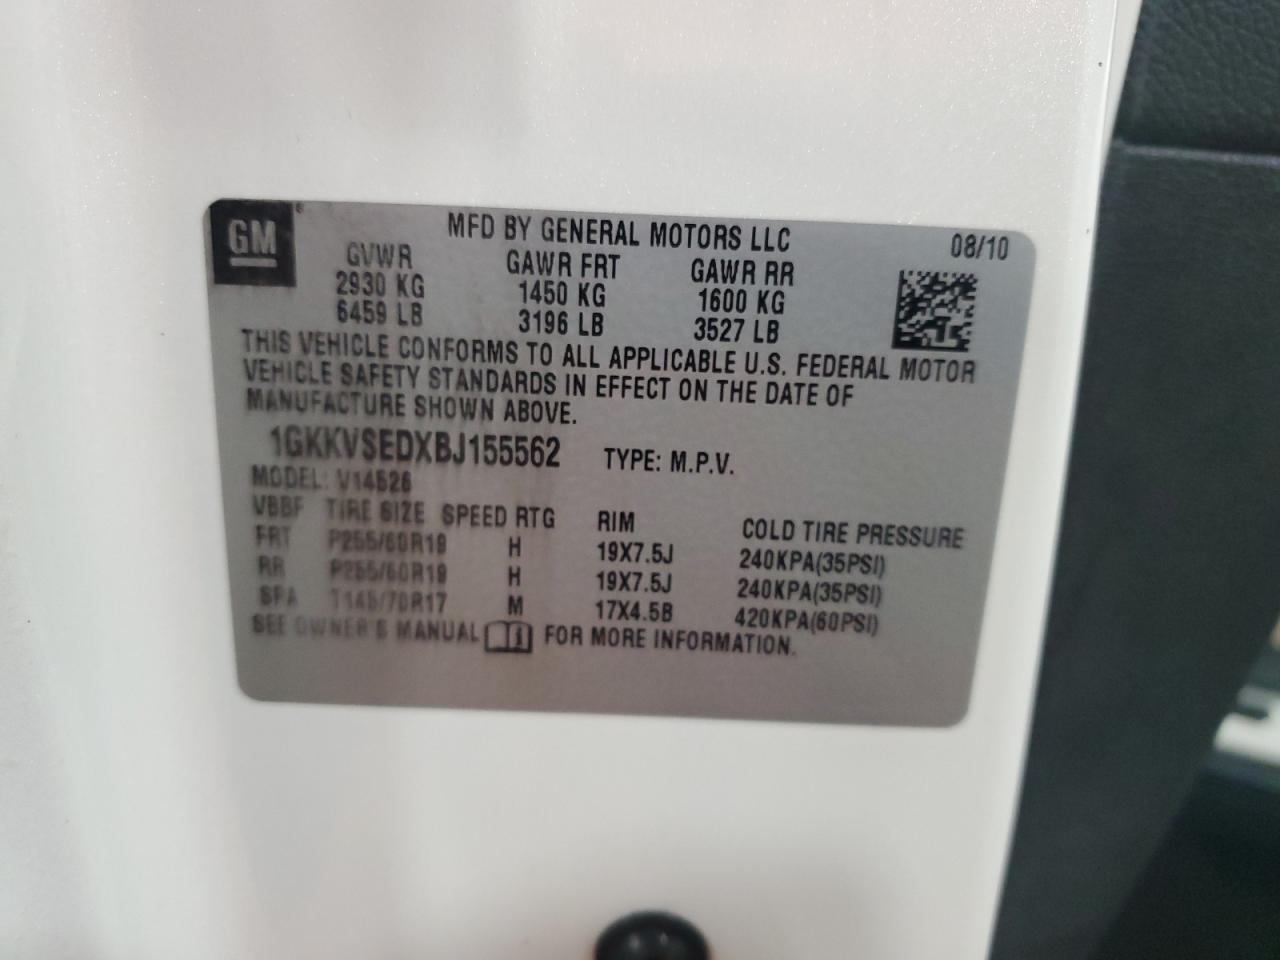 GM
MFD BY GENERAL MOTORS LLC 08/10
GVWR GAWR FRT GAWR RR
2930 KG 1450 KG 1600 KG
6459 LB 3196 LB 3527 LB
THIS VEHICLE CONFORMS TO ALL APPLICABLE U.S. FEDERAL MOTOR
VEHICLE SAFETY STANDARDS IN EFFECT ON THE DATE OF
MANUFACTURE SHOWN ABOVE.
1GKKVSEDXBJ155562 TYPE: M.P.V.
MODEL: V14526
VBBF TIRE SIZE SPEED RTG RIM COLD TIRE PRESSURE
FRT P255/60R19 H 19X7.5J 240KPA(35PSI)
RR P255/60R19 H 19X7.5J 240KPA(35PSI)
SPA T145/70R17 M 17X4.5B 420KPA(60PSI)
SEE OWNER'S MANUAL FOR MORE INFORMATION.